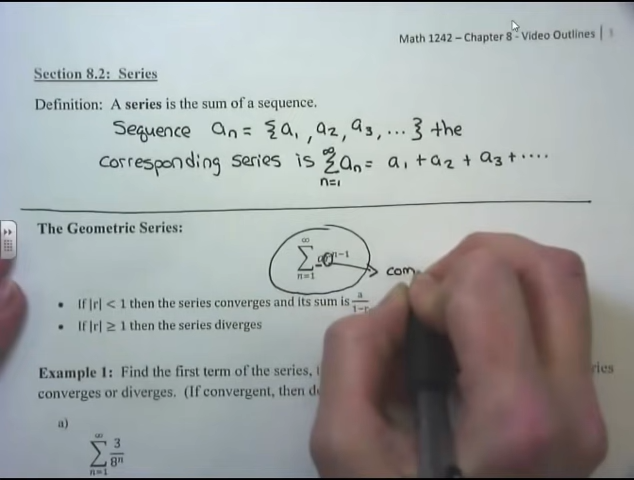 Math 1242 – Chapter 8 - Video Outlines |
Section 8.2: Series
Definition: A series is the sum of a sequence.
Sequence aₙ = {a₁, a₂, a₃, ...} the
corresponding series is ∑ₙ₌₁^∞ aₙ = a₁ + a₂ + a₃ + ....
The Geometric Series:
∑ₙ₌₁^∞ arⁿ⁻¹ → com
• If |r| < 1 then the series converges and its sum is a/(1-r
• If |r| ≥ 1 then the series diverges
Example 1: Find the first term of the series,
converges or diverges. (If convergent, then
a)
∑ₙ₌₁^∞ 3/8ⁿ